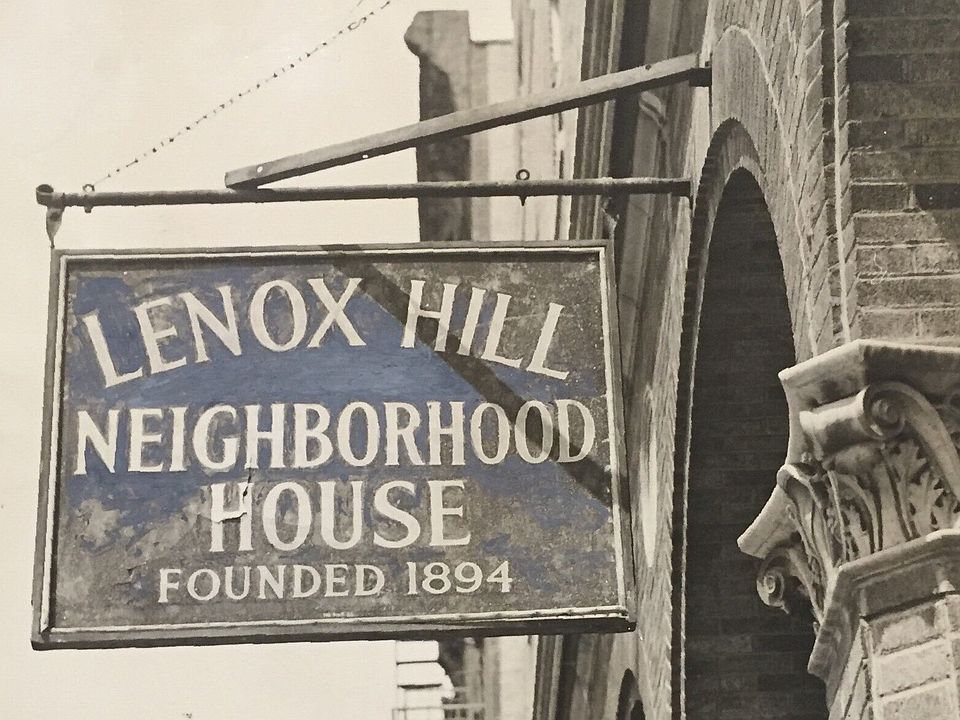 LENOX HILL
NEIGHBORHOOD
HOUSE
FOUNDED 1894